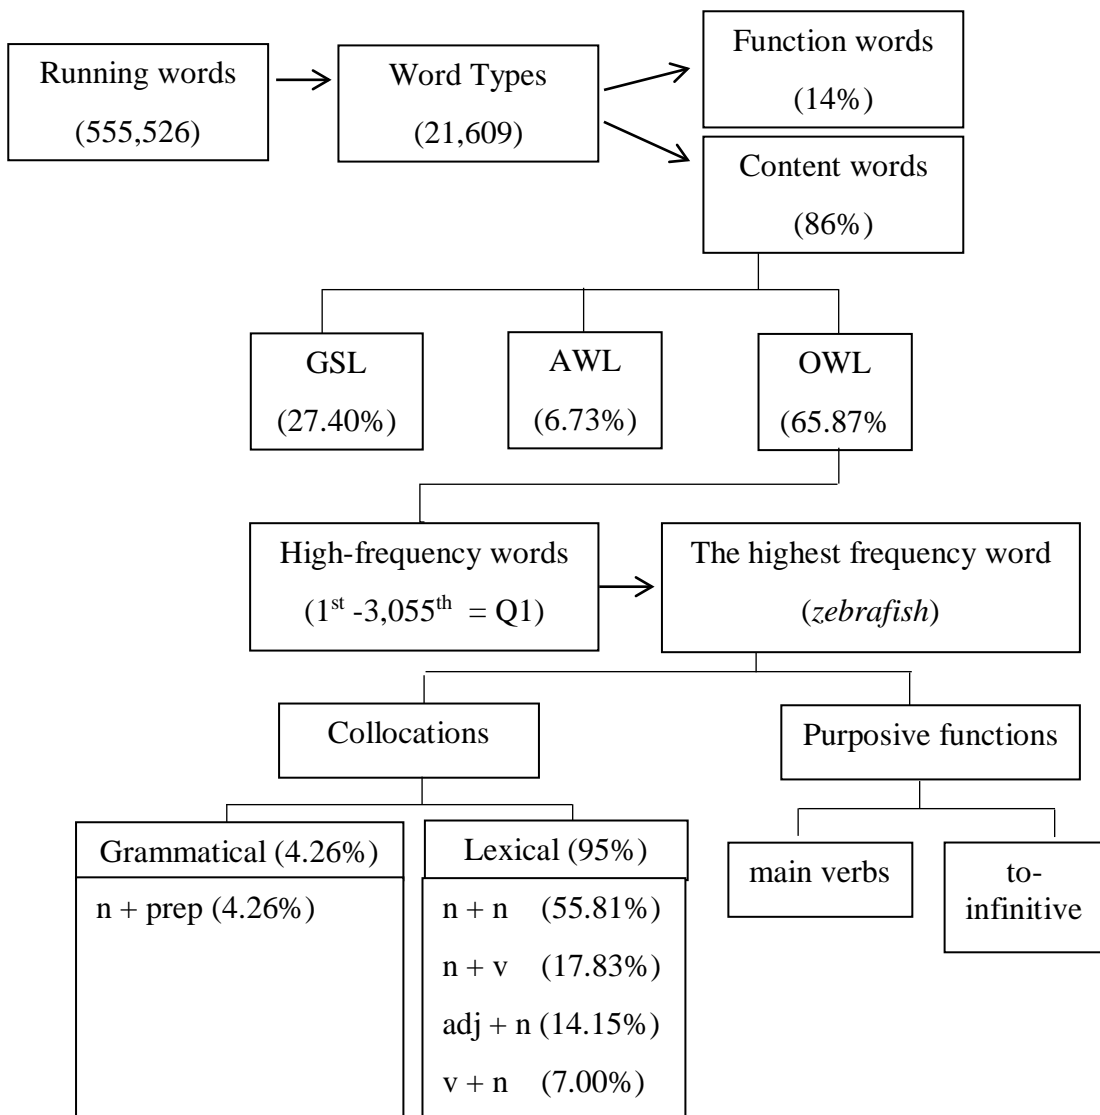 Running words
(555,526)
Word Types
(21,609)
Function words
(14%)
Content words
(86%)
GSL
(27.40%)
AWL
(6.73%)
OWL
(65.87%
High-frequency words
(1st -3,055th = Q1)
The highest frequency word
(zebrafish)
Collocations
Purposive functions
Grammatical (4.26%)
n + prep (4.26%)
Lexical (95%)
n + n (55.81%)
n + v (17.83%)
adj + n (14.15%)
v + n (7.00%)
main verbs
to-
infinitive